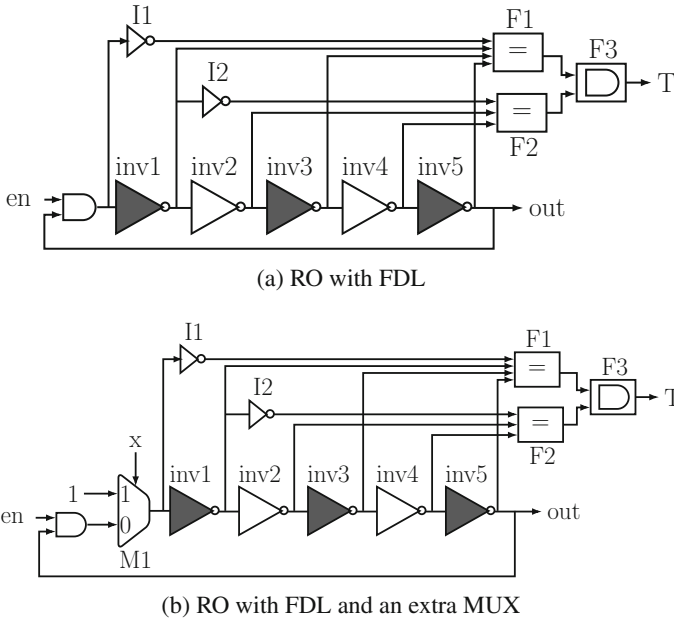 I1
F1
=
F3
T
I2
=
F2
inv1 inv2 inv3 inv4 inv5
en
out
(a) RO with FDL
I1
F1
=
F3
T
I2
=
F2
x
inv1 inv2 inv3 inv4 inv5
1
1
en
0
out
M1
(b) RO with FDL and an extra MUX